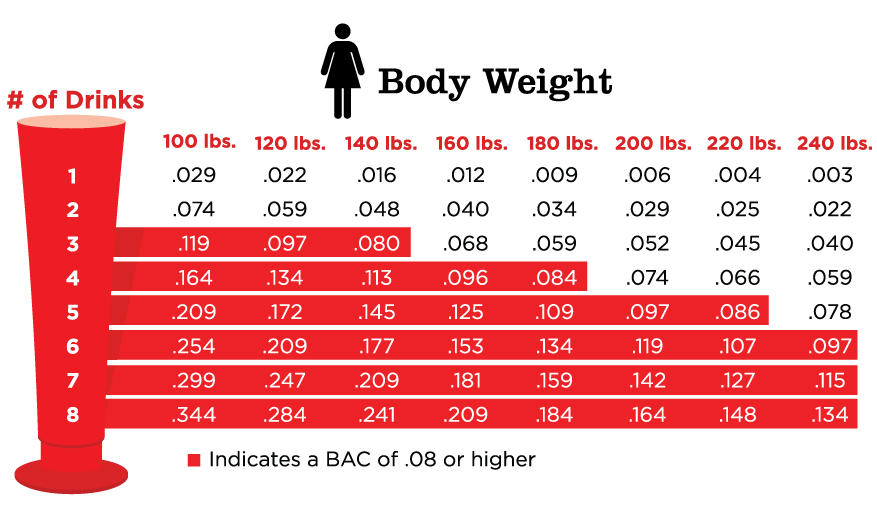 Body Weight
# of Drinks
100 lbs. 120 lbs. 140 lbs. 160 lbs. 180 lbs. 200 lbs. 220 lbs. 240 lbs.
1 .029 .022 .016 .012 .009 .006 .004 .003
2 .074 .059 .048 .040 .034 .029 .025 .022
3 .119 .097 .080 .068 .059 .052 .045 .040
4 .164 .134 .113 .096 .084 .074 .066 .059
5 .209 .172 .145 .125 .109 .097 .086 .078
6 .254 .209 .177 .153 .134 .119 .107 .097
7 .299 .247 .209 .181 .159 .142 .127 .115
8 .344 .284 .241 .209 .184 .164 .148 .134
Indicates a BAC of .08 or higher